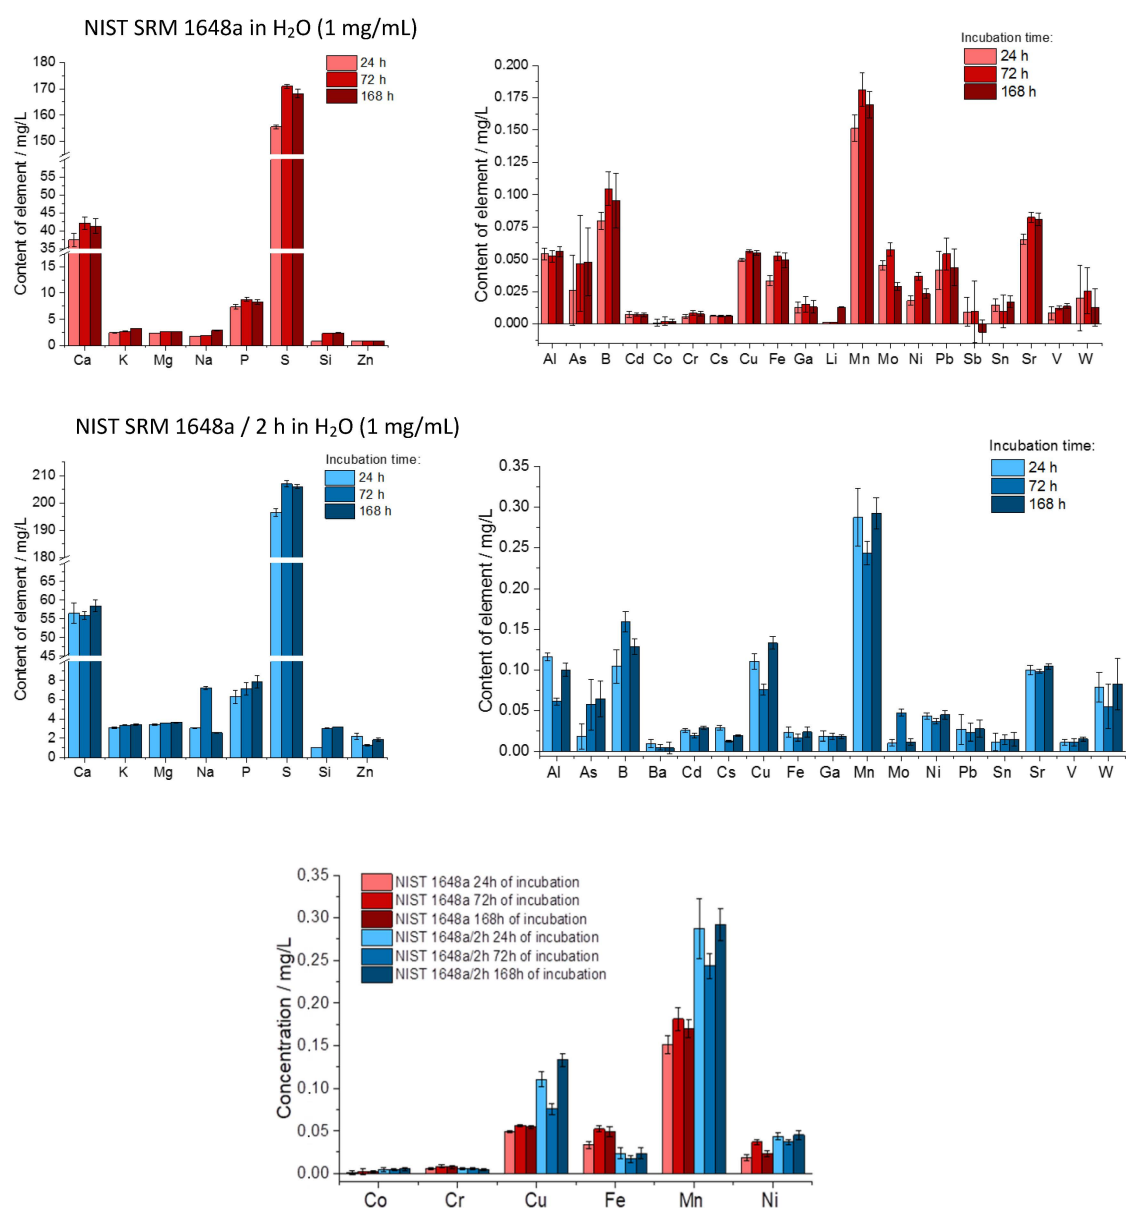 NIST SRM 1648a in H₂O (1 mg/mL)
Content of element / mg/L
180
170
160
150
45
40
35
15
10
5
0
Ca K Mg Na P S Si Zn
24 h
72 h
168 h
Content of element / mg/L
0.200
0.175
0.150
0.125
0.100
0.075
0.050
0.025
0.000
Al As B Cd Co Cr Cs Cu Fe Ga Li Mn Mo Ni Pb Sb Sn Sr V W
Incubation time:
24 h
72 h
168 h
NIST SRM 1648a / 2 h in H₂O (1 mg/mL)
Content of element / mg/L
210
205
200
195
190
185
180
65
60
55
50
45
8
6
4
2
0
Ca K Mg Na P S Si Zn
Incubation time:
24 h
72 h
168 h
Content of element / mg/L
0.35
0.30
0.25
0.20
0.15
0.10
0.05
0.00
Al As B Ba Cd Cs Cu Fe Ga Mn Mo Ni Pb Sn Sr V W
Incubation time:
24 h
72 h
168 h
Concentration / mg/L
0.35
0.30
0.25
0.20
0.15
0.10
0.05
0.00
NIST 1648a 24h of incubation
NIST 1648a 72h of incubation
NIST 1648a 168h of incubation
NIST 1648a/2h 24h of incubation
NIST 1648a/2h 72h of incubation
NIST 1648a/2h 168h of incubation
Co Cr Cu Fe Mn Ni